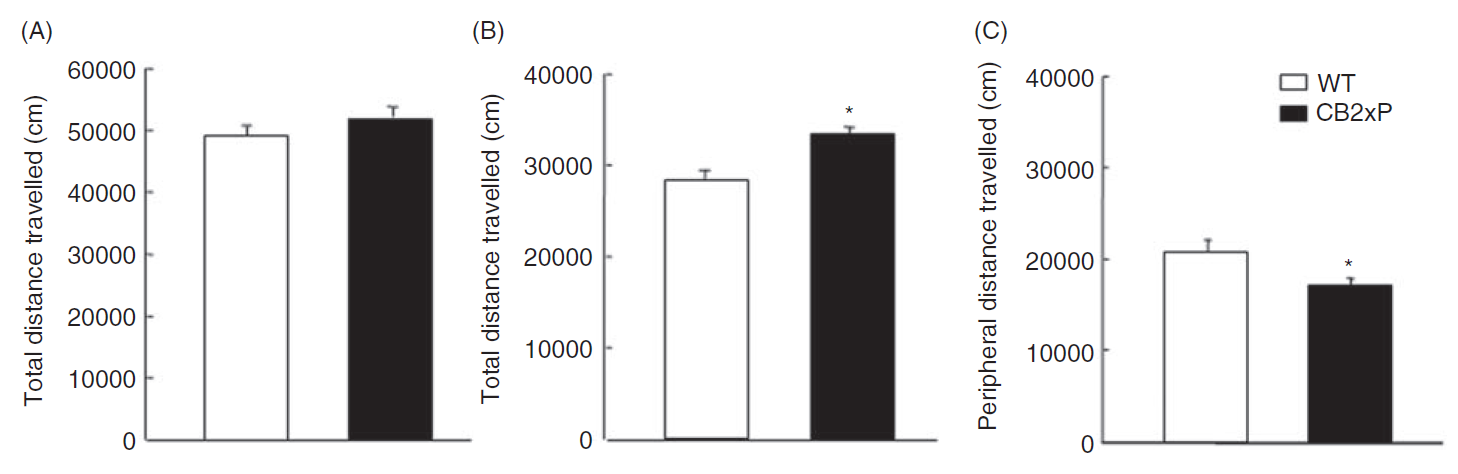 (A)
Total distance travelled (cm)
60000
50000
40000
30000
20000
10000
0
(B)
Total distance travelled (cm)
40000
30000
20000
10000
0
*
(C)
Peripheral distance travelled (cm)
40000
30000
20000
10000
0
*
WT
CB2xP